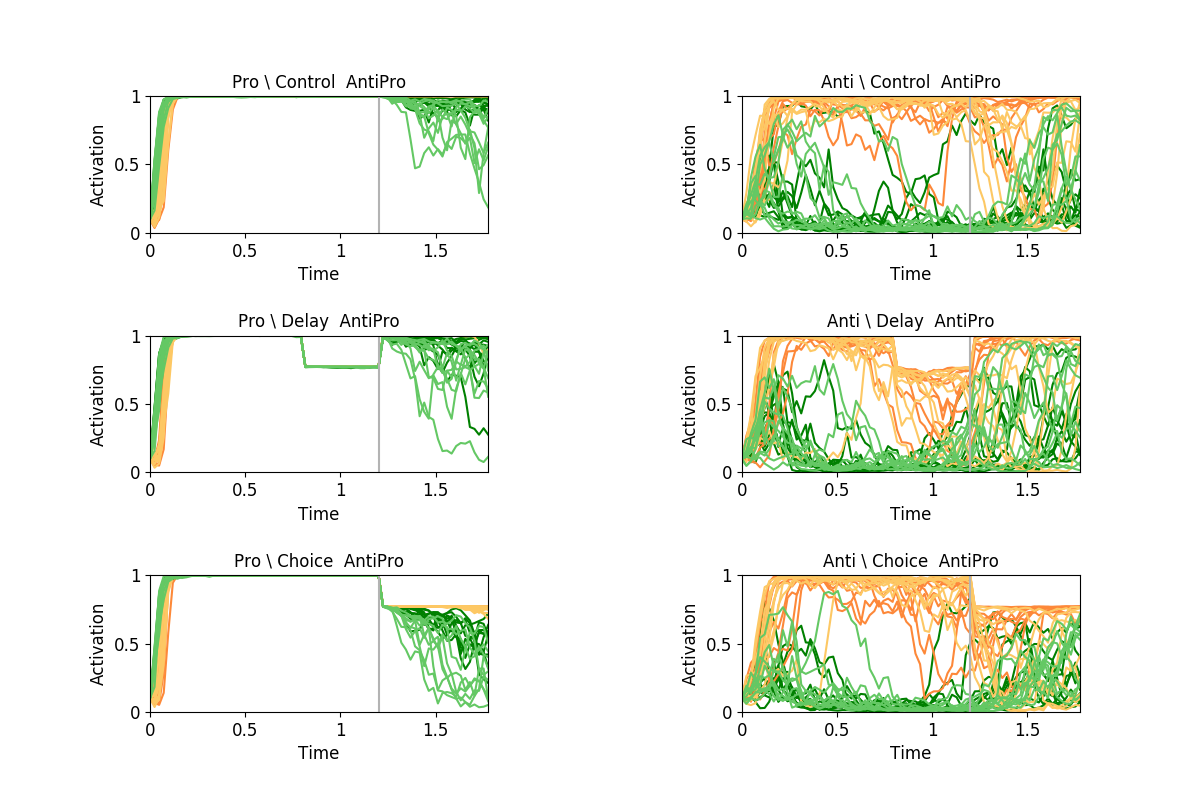 Pro \ Control  AntiPro
Activation
1
0.5
0
0
0.5
1
1.5
Time
Anti \ Control  AntiPro
Activation
1
0.5
0
0
0.5
1
1.5
Time
Pro \ Delay  AntiPro
Activation
1
0.5
0
0
0.5
1
1.5
Time
Anti \ Delay  AntiPro
Activation
1
0.5
0
0
0.5
1
1.5
Time
Pro \ Choice  AntiPro
Activation
1
0.5
0
0
0.5
1
1.5
Time
Anti \ Choice  AntiPro
Activation
1
0.5
0
0
0.5
1
1.5
Time